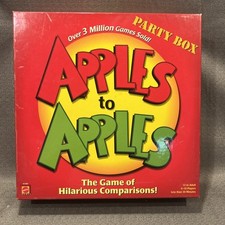 PARTY BOX
Over 3 Million Games Sold!
APPLES
to
APPLES
The Game of
Hilarious Comparisons!